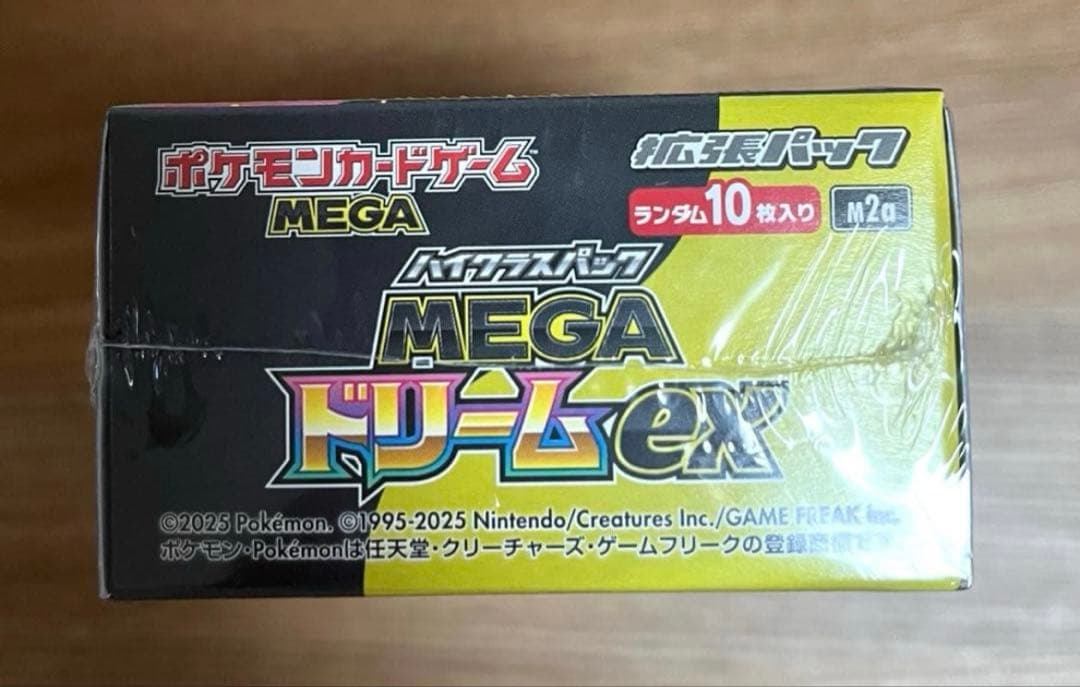 ポケモンカードゲーム
MEGA
拡張パック
ランダム10枚入り
M2a
ハイクラスパック
MEGA
ドリームex
©2025 Pokémon. ©1995-2025 Nintendo/Creatures Inc./GAME FREAK inc.
ポケモン・Pokémonは任天堂・クリーチャーズ・ゲームフリークの登録商標です